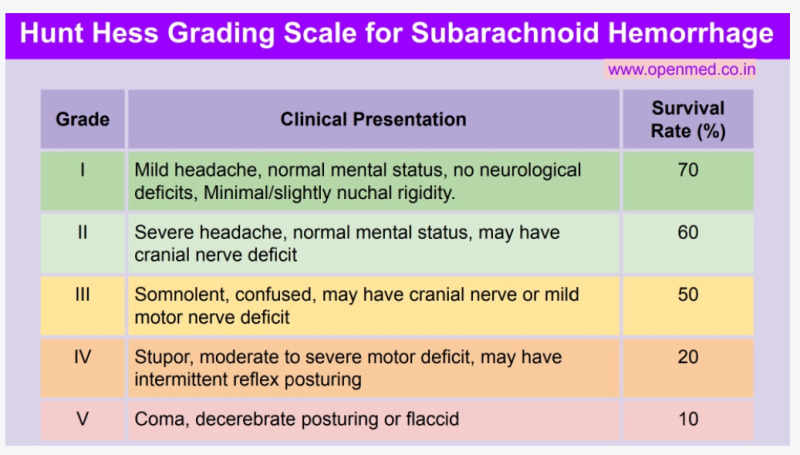 Hunt Hess Grading Scale for Subarachnoid Hemorrhage
www.openmed.co.in
Grade
Clinical Presentation
Survival
Rate (%)
I
Mild headache, normal mental status, no neurological
deficits, Minimal/slightly nuchal rigidity.
70
II
Severe headache, normal mental status, may have
cranial nerve deficit
60
III
Somnolent, confused, may have cranial nerve or mild
motor nerve deficit
50
IV
Stupor, moderate to severe motor deficit, may have
intermittent reflex posturing
20
V
Coma, decerebrate posturing or flaccid
10